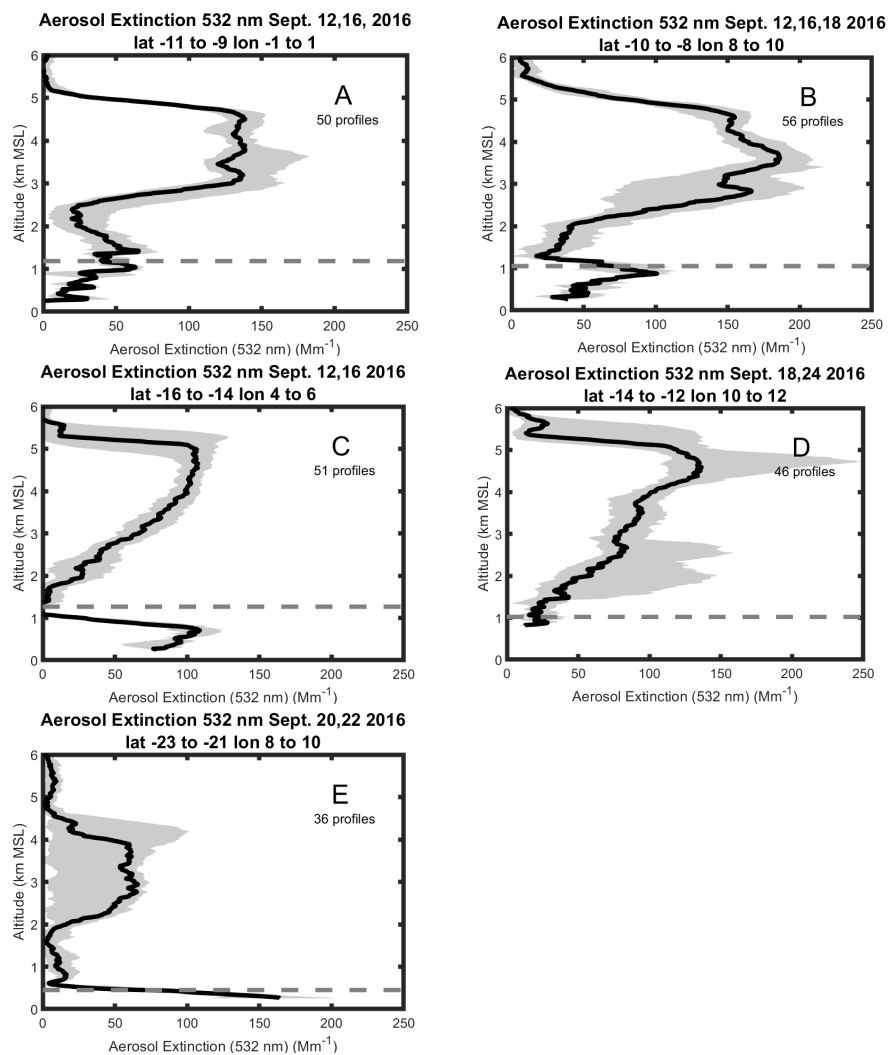 Aerosol Extinction 532 nm Sept. 12,16, 2016
lat -11 to -9 lon -1 to 1
A
50 profiles
Altitude (km MSL)
6
5
4
3
2
1
0
0 50 100 150 200 250
Aerosol Extinction (532 nm) (Mm⁻¹)
Aerosol Extinction 532 nm Sept. 12,16,18 2016
lat -10 to -8 lon 8 to 10
B
56 profiles
Altitude (km MSL)
6
5
4
3
2
1
0
0 50 100 150 200 250
Aerosol Extinction (532 nm) (Mm⁻¹)
Aerosol Extinction 532 nm Sept. 12,16 2016
lat -16 to -14 lon 4 to 6
C
51 profiles
Altitude (km MSL)
6
5
4
3
2
1
0
0 50 100 150 200 250
Aerosol Extinction (532 nm) (Mm⁻¹)
Aerosol Extinction 532 nm Sept. 18,24 2016
lat -14 to -12 lon 10 to 12
D
46 profiles
Altitude (km MSL)
6
5
4
3
2
1
0
0 50 100 150 200 250
Aerosol Extinction (532 nm) (Mm⁻¹)
Aerosol Extinction 532 nm Sept. 20,22 2016
lat -23 to -21 lon 8 to 10
E
36 profiles
Altitude (km MSL)
6
5
4
3
2
1
0
0 50 100 150 200 250
Aerosol Extinction (532 nm) (Mm⁻¹)